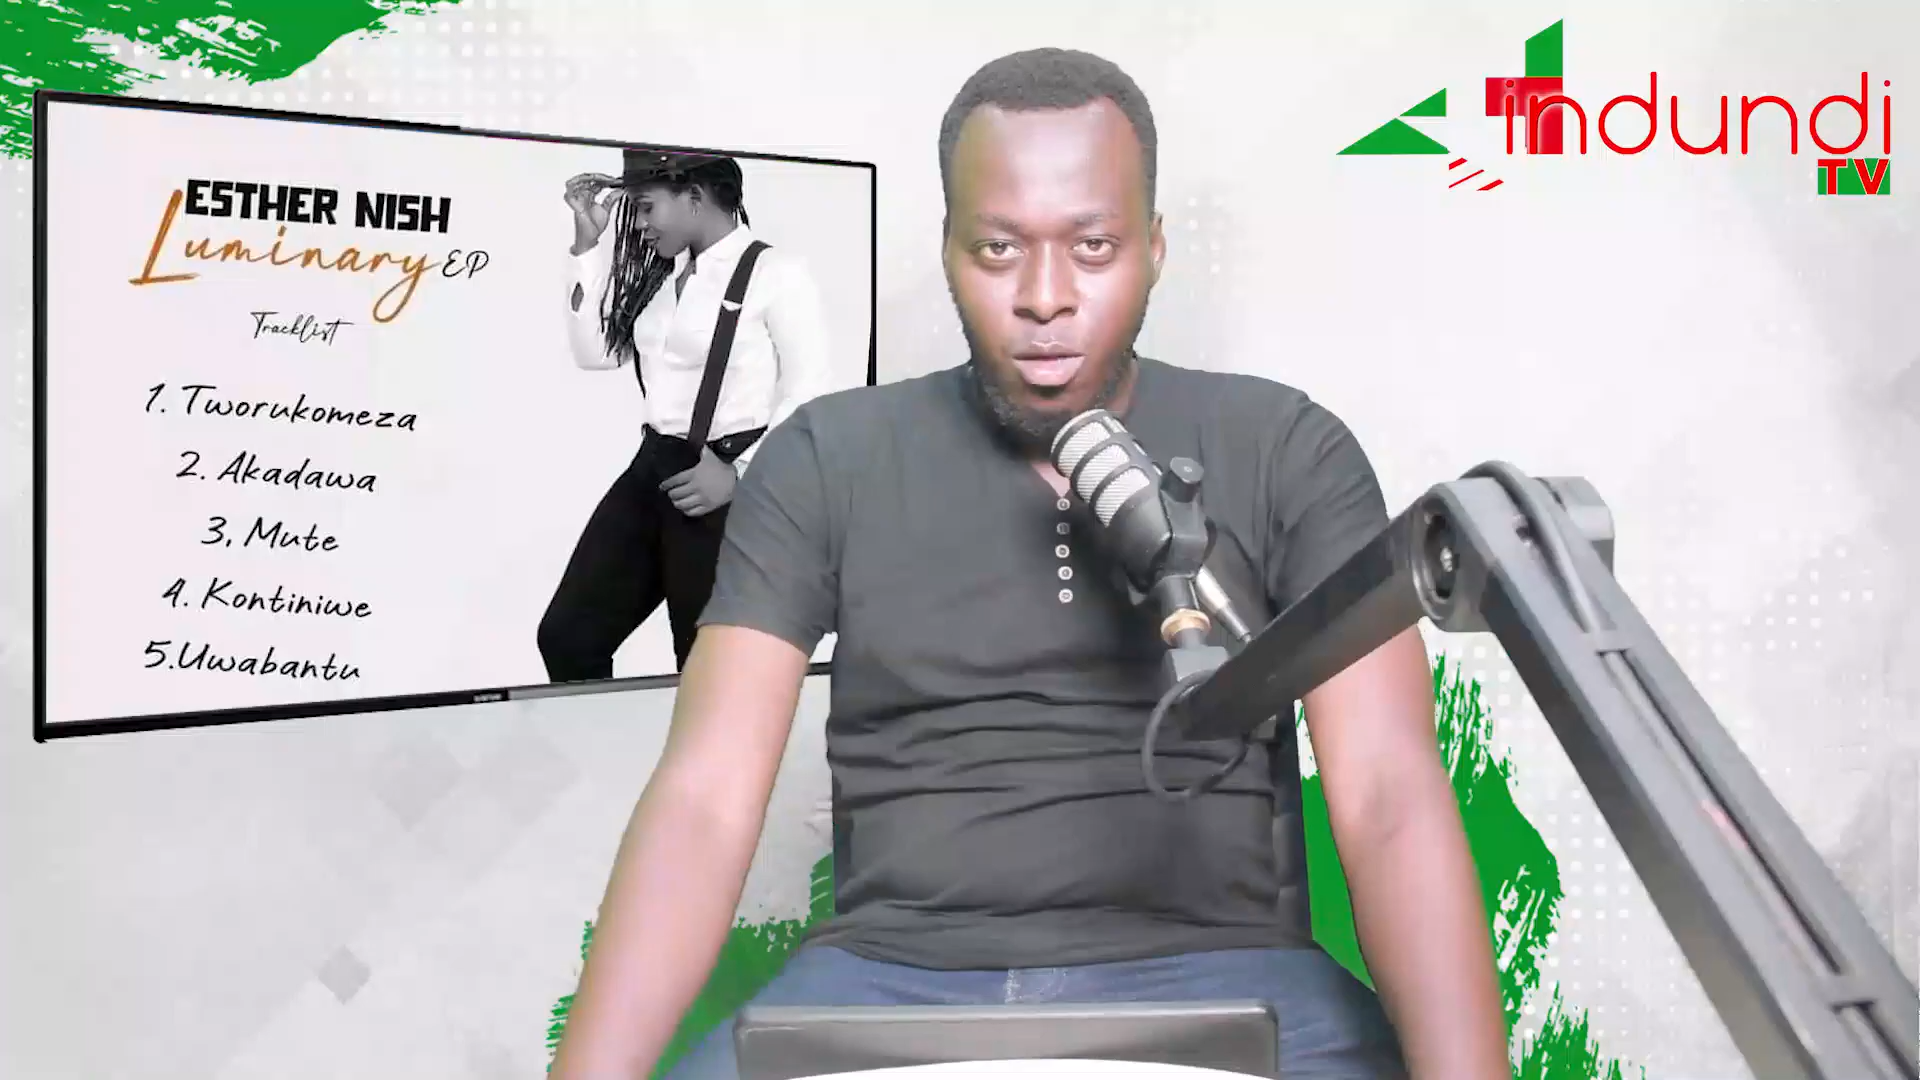 ESTHER NISH
Luminary EP
Tracklist
1. Tworukomeza
2. Akadawa
3. Mute
4. Kontiniwe
5.Uwabantu
indundi
TV